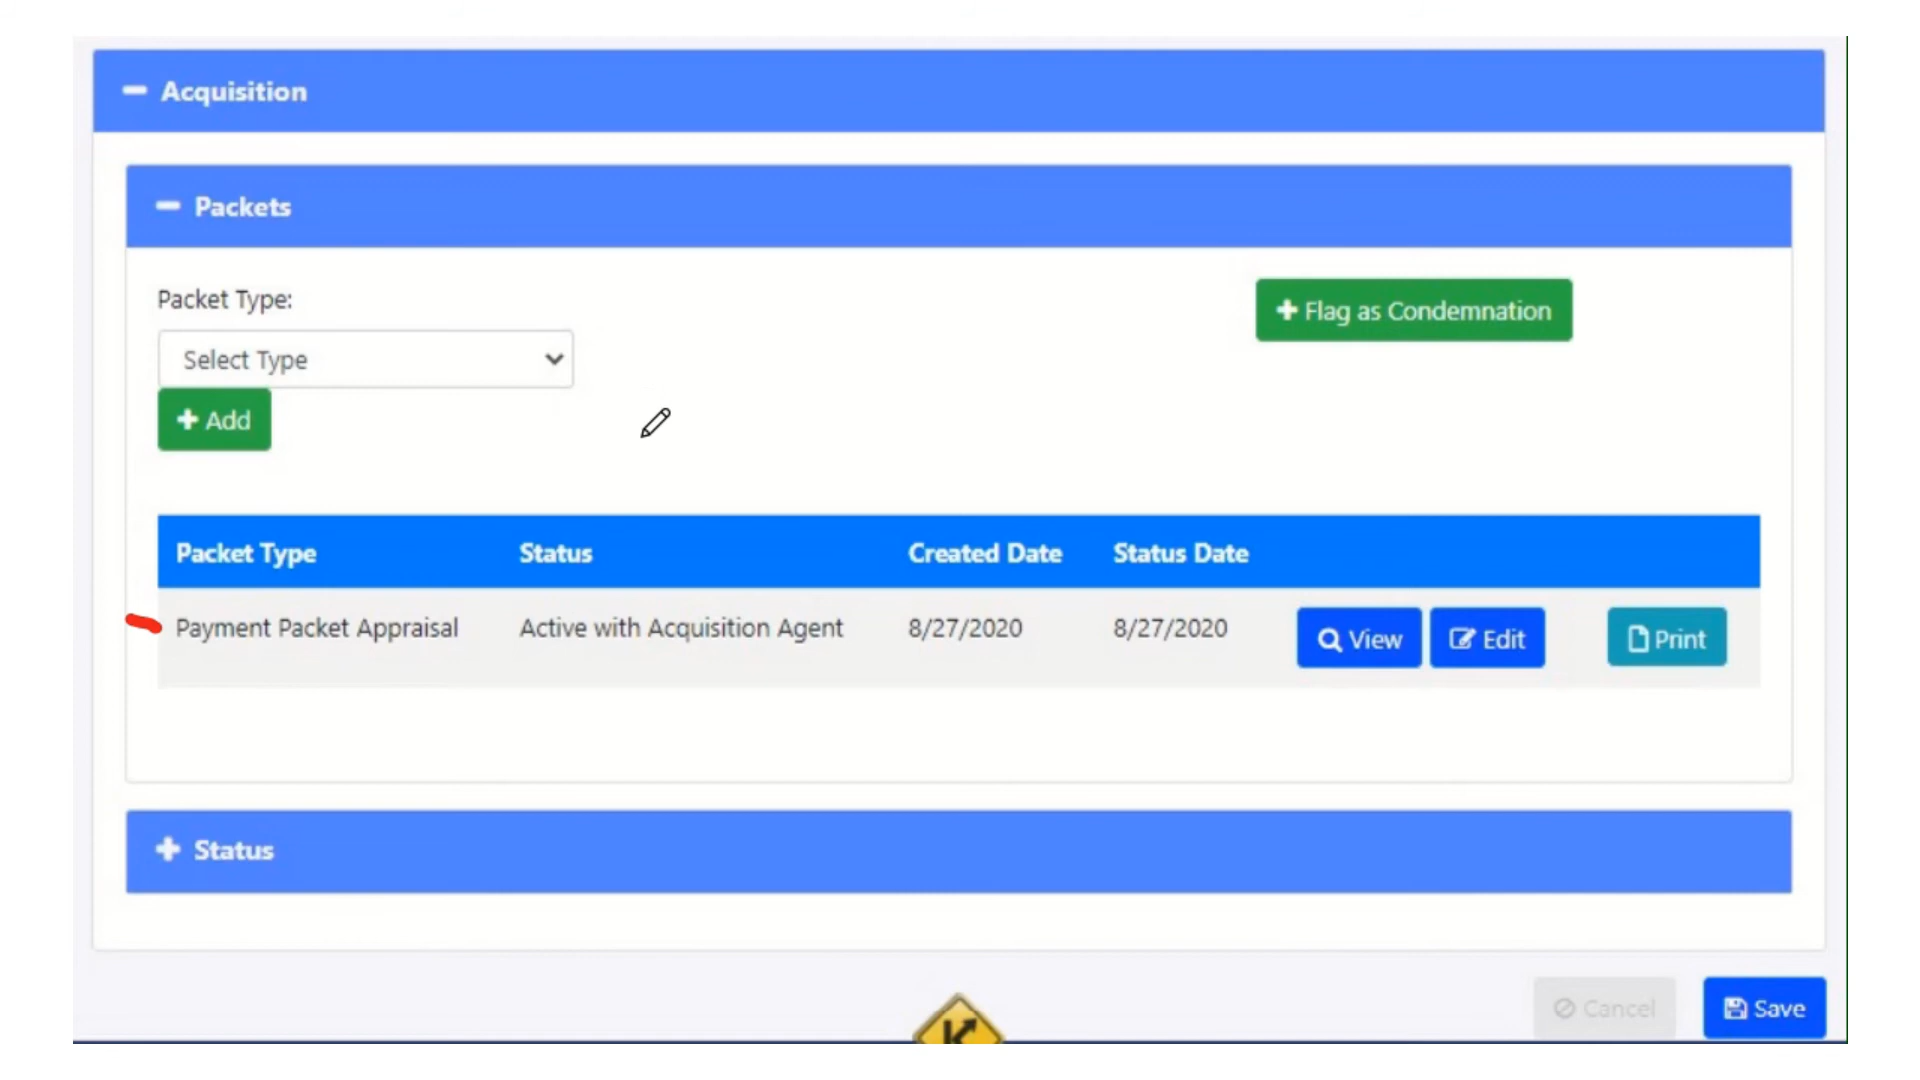 Acquisition
Packets
Packet Type:
Flag as Condemnation
Select Type
Add
Packet Type Status Created Date Status Date
Payment Packet Appraisal Active with Acquisition Agent 8/27/2020 8/27/2020 View Edit Print
Status
Cancel Save